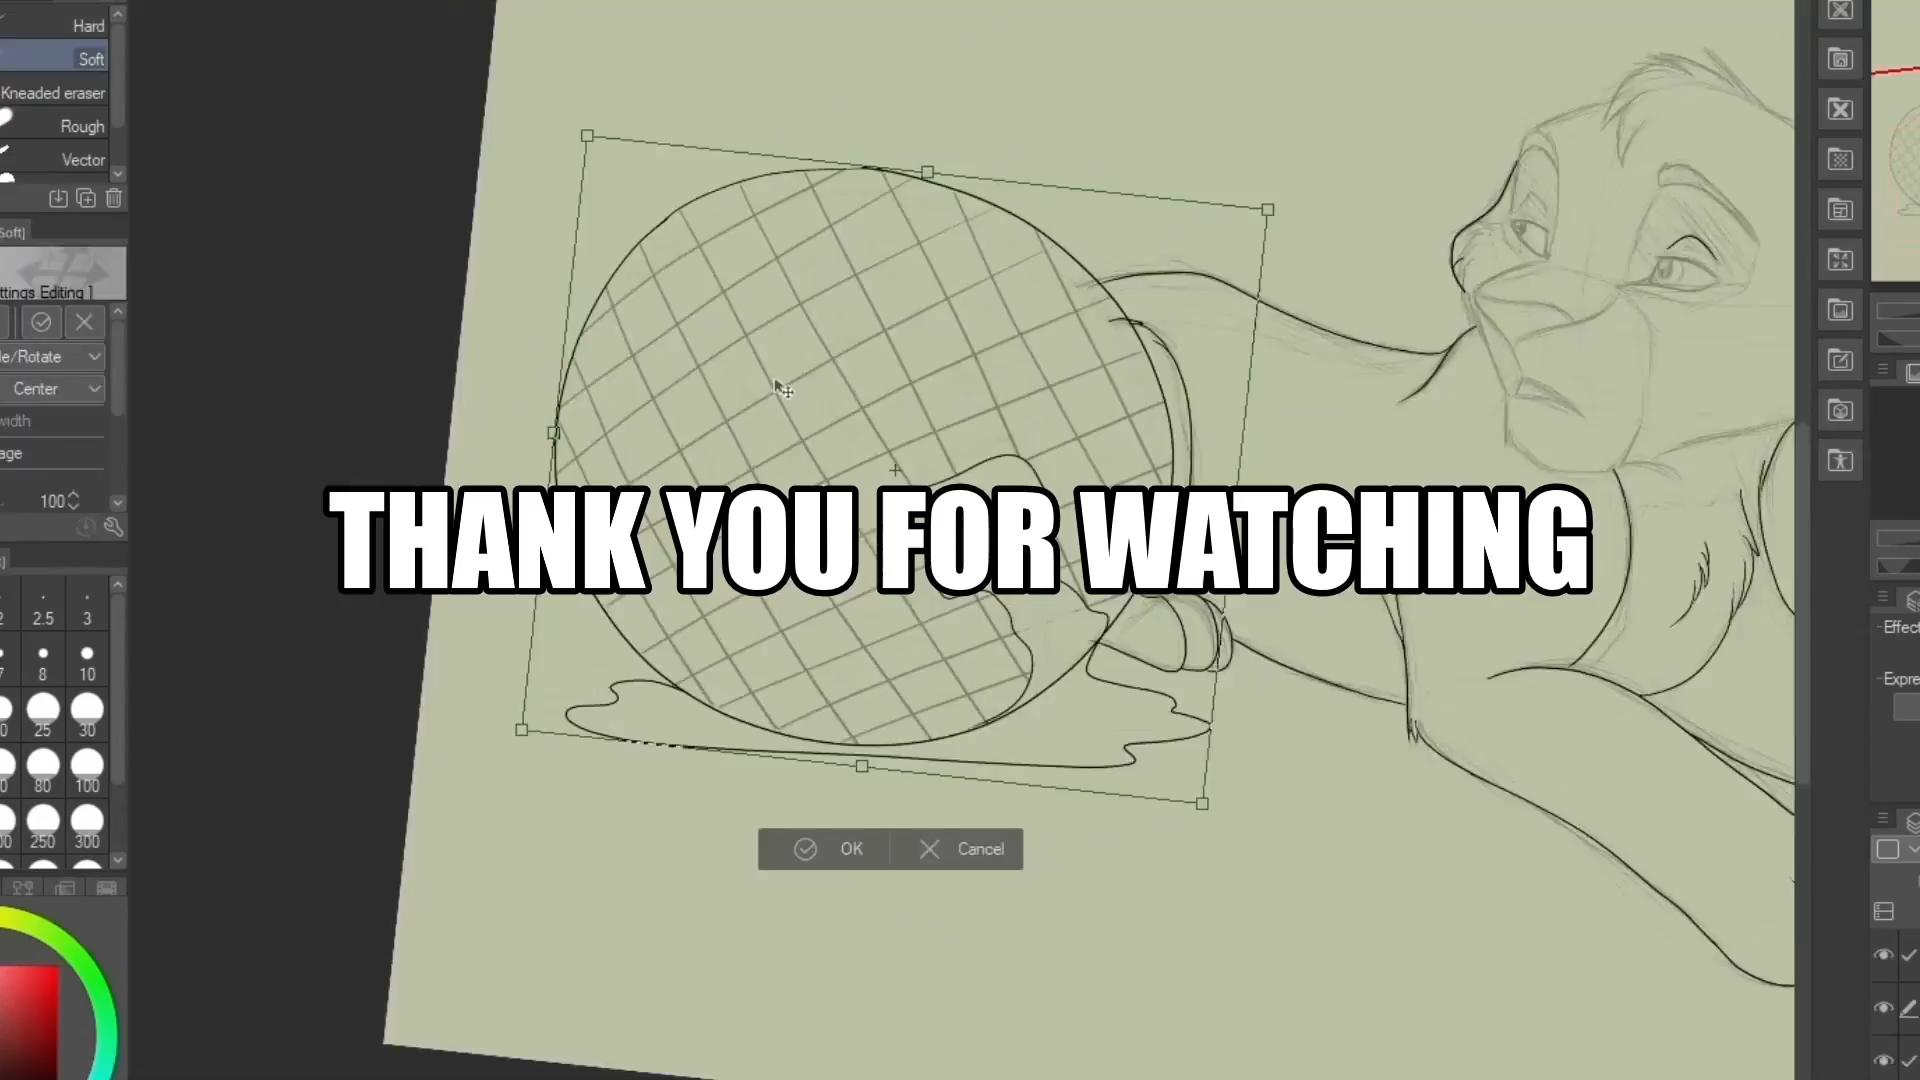 Hard
Soft
Kneaded eraser
Rough
Vector
Soft]
ttings Editing ]
le/Rotate
Center
width
age
100
2.5 3
8 10
25 30
80 100
250 300
THANK YOU FOR WATCHING
OK Cancel
Effec
Expre